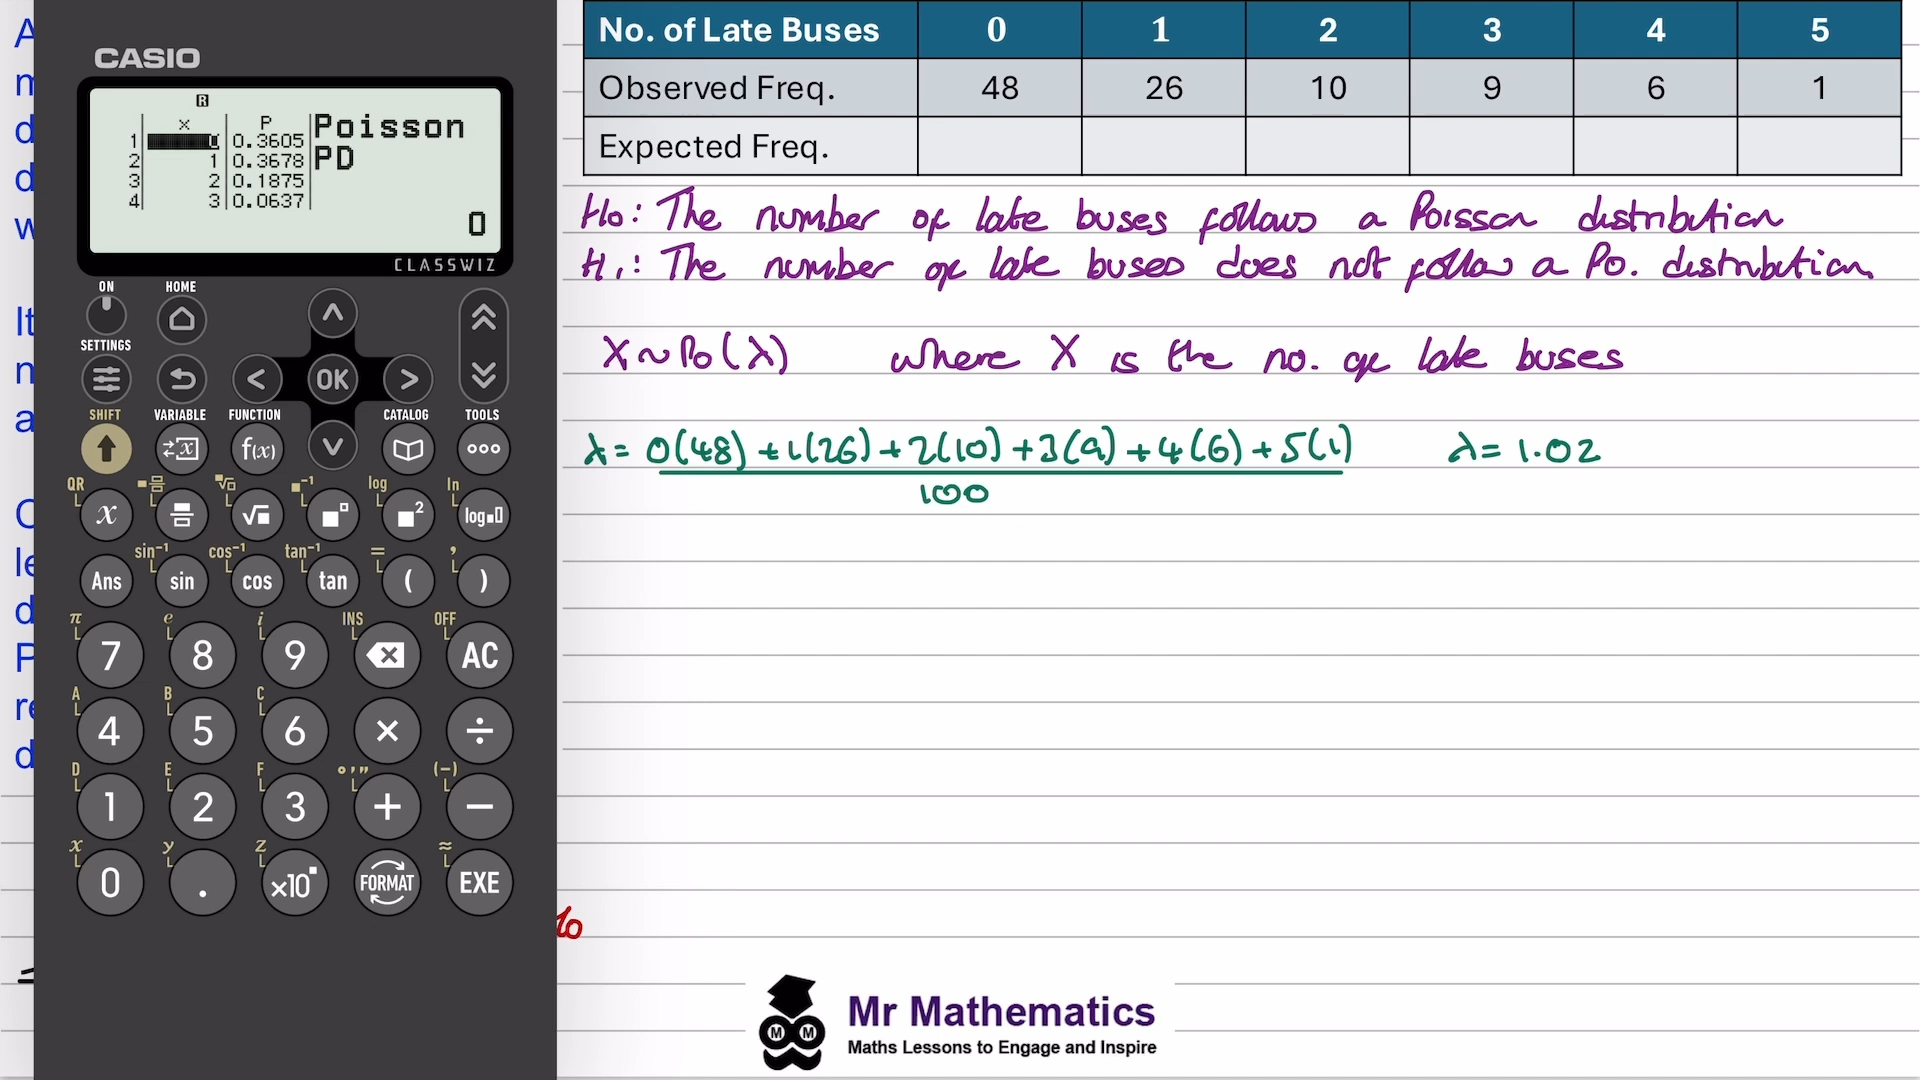 No. of Late Buses 0 1 2 3 4 5
Observed Freq. 48 26 10 9 6 1
Expected Freq.
H₀: The number of late buses follows a Poisson distribution
H₁: The number of late buses does not follow a Po. distribution
X ~ Po(λ) where X is the no. of late buses
λ = 0(48) + 1(26) + 2(10) + 3(9) + 4(6) + 5(1) λ = 1.02
100
CASIO
R
x P Poisson
1 0 0.3605 PD
2 1 0.3678
3 2 0.1875
4 3 0.0637
0
CLASSWIZ
ON HOME
SETTINGS
< OK >
SHIFT VARIABLE FUNCTION CATALOG TOOLS
x f(x)
QR √ ■⁻¹ log ln
x √■ ■² log■
sin⁻¹ cos⁻¹ tan⁻¹ = ,
Ans sin cos tan ( )
π e i INS OFF
7 8 9 AC
A B C
4 5 6 × ÷
D E F °'" (−)
1 2 3 + −
x y z ≈
0 . ×10 FORMAT EXE
M M
Mr Mathematics
Maths Lessons to Engage and Inspire